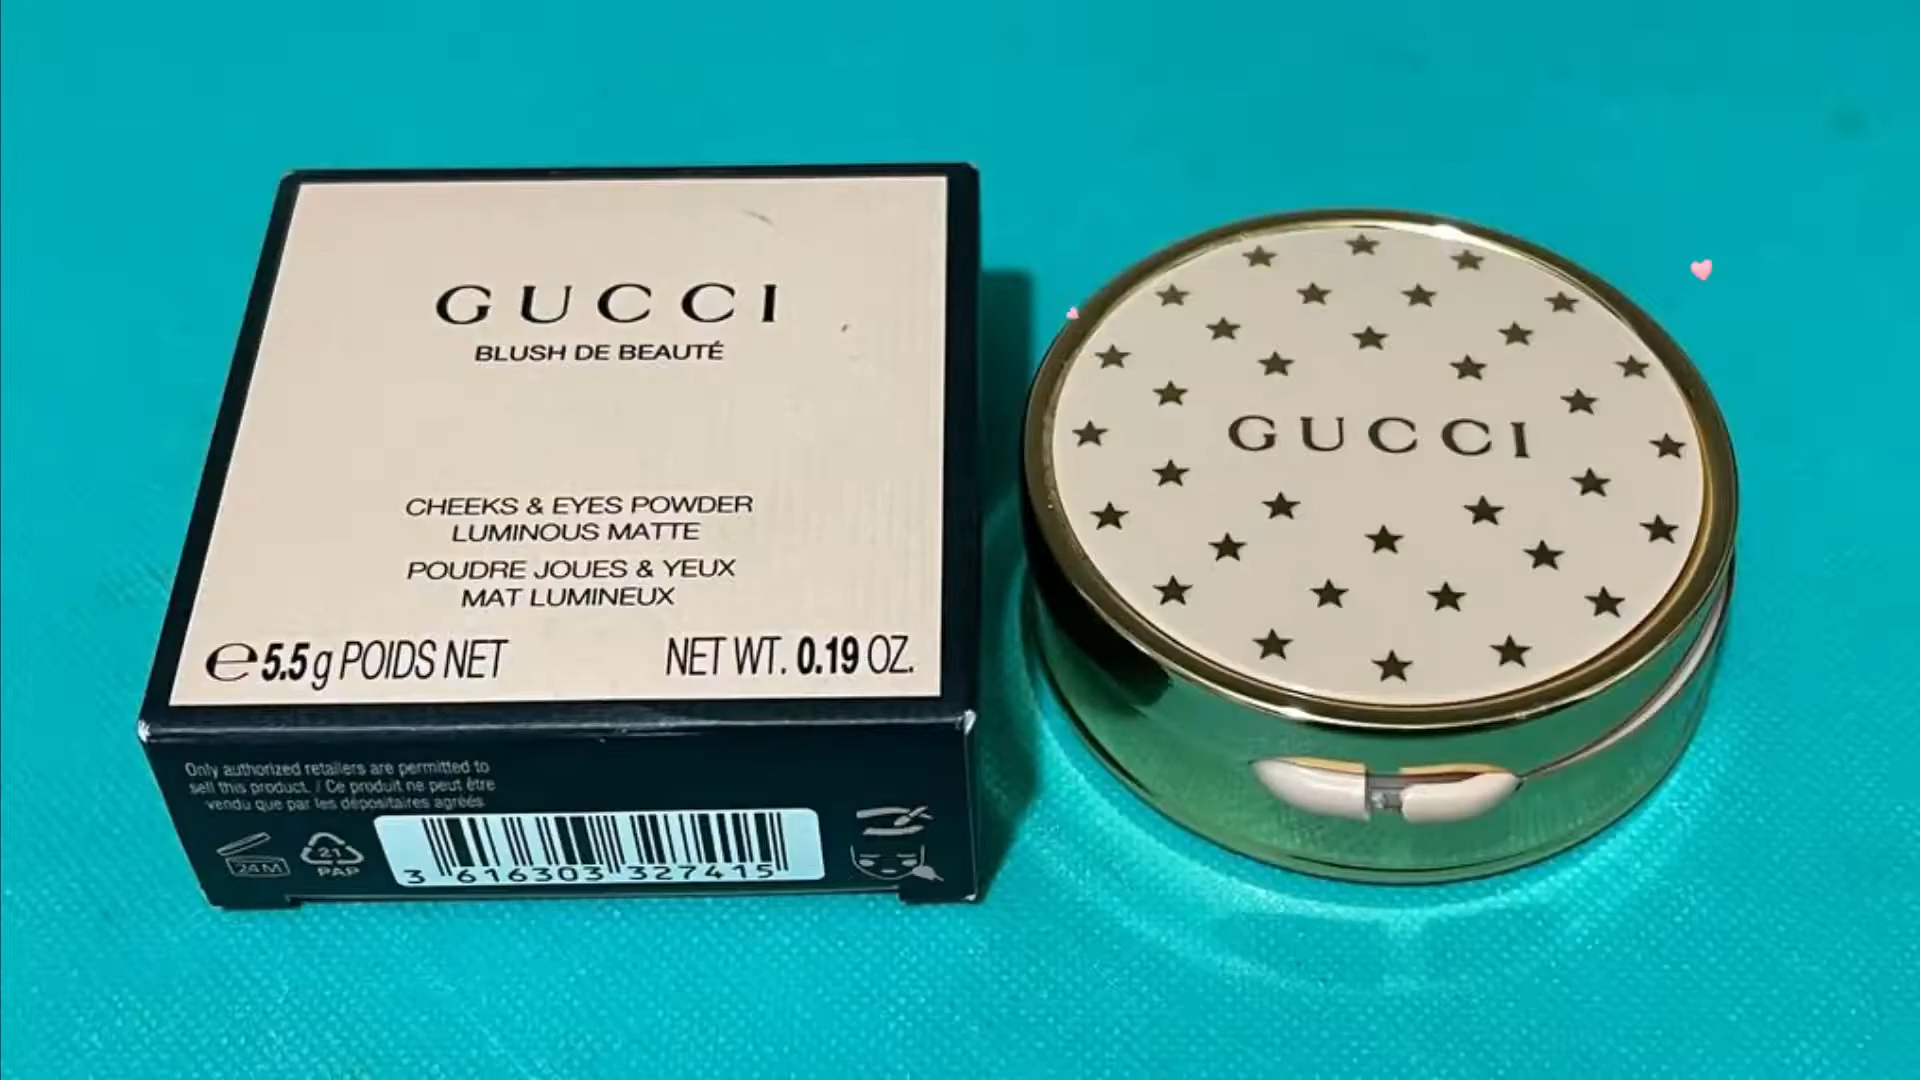 GUCCI
BLUSH DE BEAUTÉ
CHEEKS & EYES POWDER
LUMINOUS MATTE
POUDRE JOUES & YEUX
MAT LUMINEUX
℮ 5.5 g POIDS NET NET WT. 0.19 OZ.
Only authorized retailers are permitted to
sell this product. / Ce produit ne peut être
vendu que par les dépositaires agréés
24M
21
PAP
3 616303 327415
GUCCI